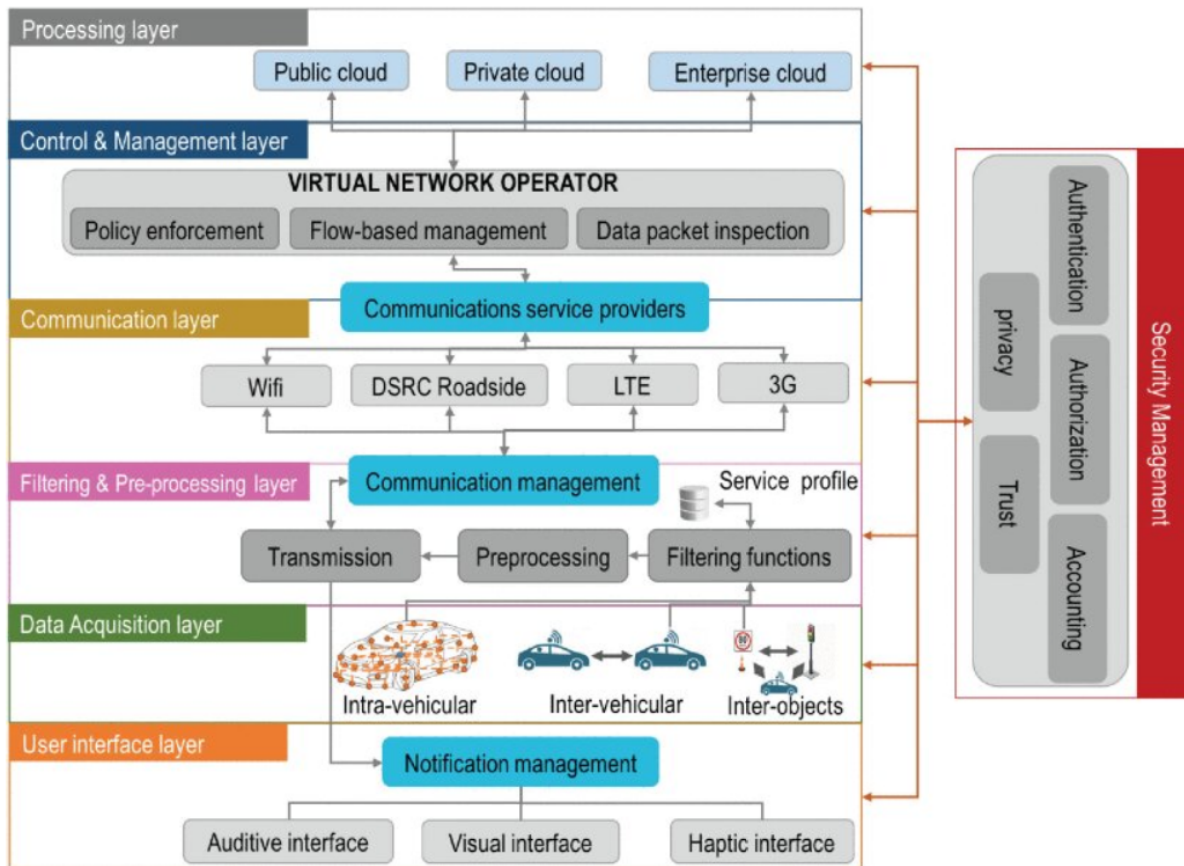 Processing layer
Public cloud
Private cloud
Enterprise cloud
Control & Management layer
VIRTUAL NETWORK OPERATOR
Policy enforcement
Flow-based management
Data packet inspection
Communications service providers
Communication layer
Wifi
DSRC Roadside
LTE
3G
Filtering & Pre-processing layer
Communication management
Service profile
Transmission
Preprocessing
Filtering functions
Data Acquisition layer
Intra-vehicular
Inter-vehicular
Inter-objects
User interface layer
Notification management
Auditive interface
Visual interface
Haptic interface
Authentication
privacy
Authorization
Trust
Accounting
Security Management